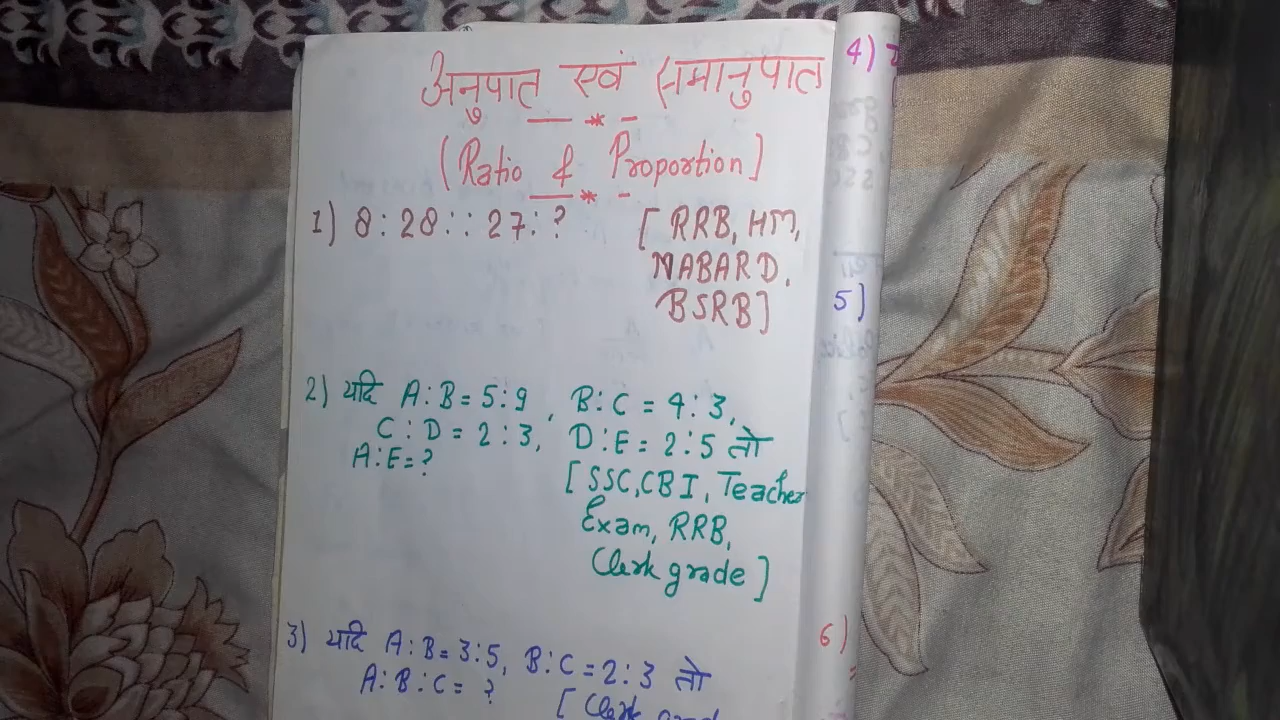 अनुपात एवं समानुपात
(Ratio & Proportion]
1) 8 : 28 : : 27 : ? [RRB, HM,
NABARD.
BSRB]
2) यदि A : B = 5 : 9 , B : C = 4 : 3,
C : D = 2 : 3, D : E = 2 : 5 तो
A : E = ?
[SSC, CBI, Teacher
Exam, RRB,
Clerk grade]
3) यदि A : B = 3 : 5, B : C = 2 : 3 तो
A : B : C = ?
[Clerk grad
4)
5]
6)